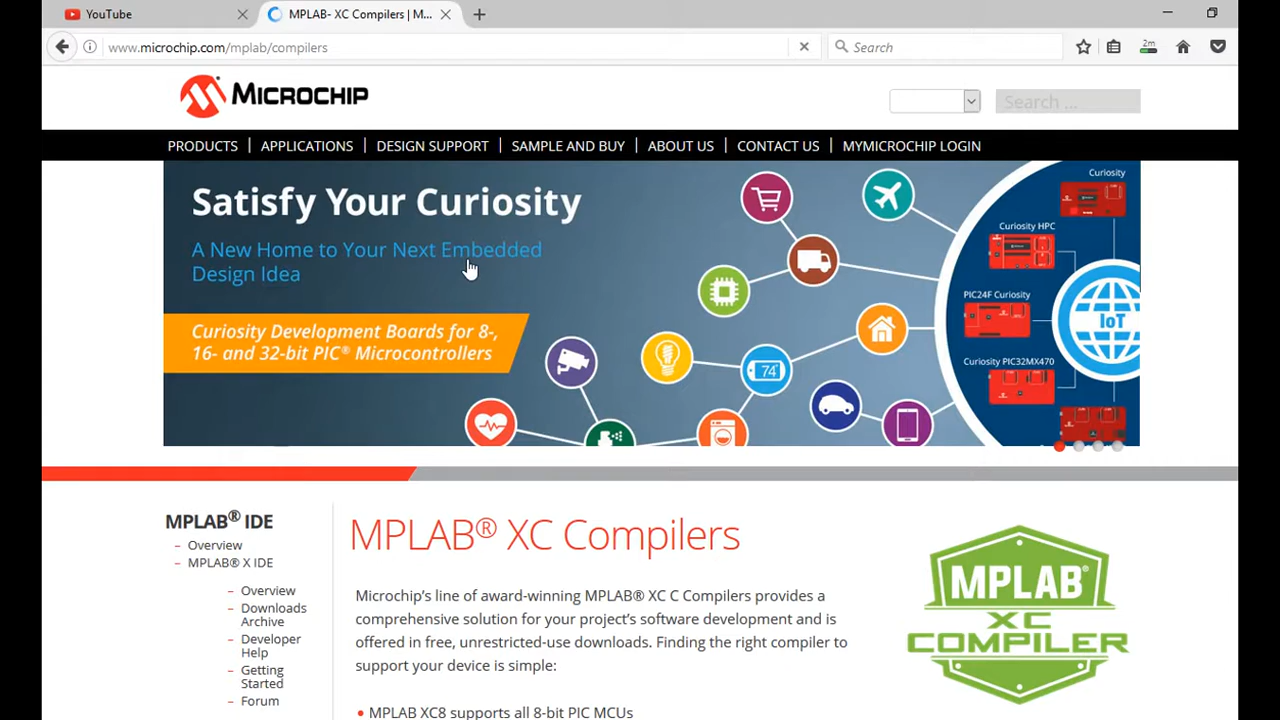 YouTube
MPLAB- XC Compilers | M...
www.microchip.com/mplab/compilers
Search
2m
MICROCHIP
Search ...
PRODUCTS
APPLICATIONS
DESIGN SUPPORT
SAMPLE AND BUY
ABOUT US
CONTACT US
MYMICROCHIP LOGIN
Satisfy Your Curiosity
A New Home to Your Next Embedded
Design Idea
Curiosity Development Boards for 8-,
16- and 32-bit PIC® Microcontrollers
74°
Curiosity
Curiosity HPC
PIC24F Curiosity
IoT
Curiosity PIC32MX470
MPLAB® IDE
– Overview
– MPLAB® X IDE
– Overview
– Downloads
Archive
– Developer
Help
– Getting
Started
– Forum
MPLAB® XC Compilers
Microchip’s line of award-winning MPLAB® XC C Compilers provides a
comprehensive solution for your project’s software development and is
offered in free, unrestricted-use downloads. Finding the right compiler to
support your device is simple:
• MPLAB XC8 supports all 8-bit PIC MCUs
MPLAB®
XC
COMPILER